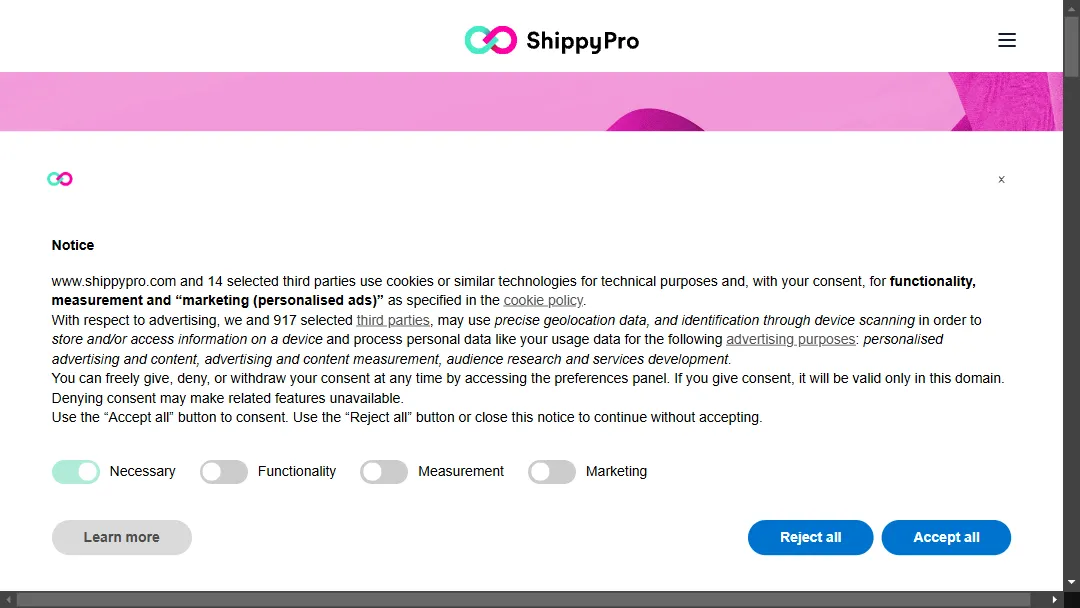 ShippyPro
x
Notice
www.shippypro.com and 14 selected third parties use cookies or similar technologies for technical purposes and, with your consent, for functionality,
measurement and “marketing (personalised ads)” as specified in the cookie policy.
With respect to advertising, we and 917 selected third parties, may use precise geolocation data, and identification through device scanning in order to
store and/or access information on a device and process personal data like your usage data for the following advertising purposes: personalised
advertising and content, advertising and content measurement, audience research and services development.
You can freely give, deny, or withdraw your consent at any time by accessing the preferences panel. If you give consent, it will be valid only in this domain.
Denying consent may make related features unavailable.
Use the “Accept all” button to consent. Use the “Reject all” button or close this notice to continue without accepting.
Necessary Functionality Measurement Marketing
Learn more Reject all Accept all